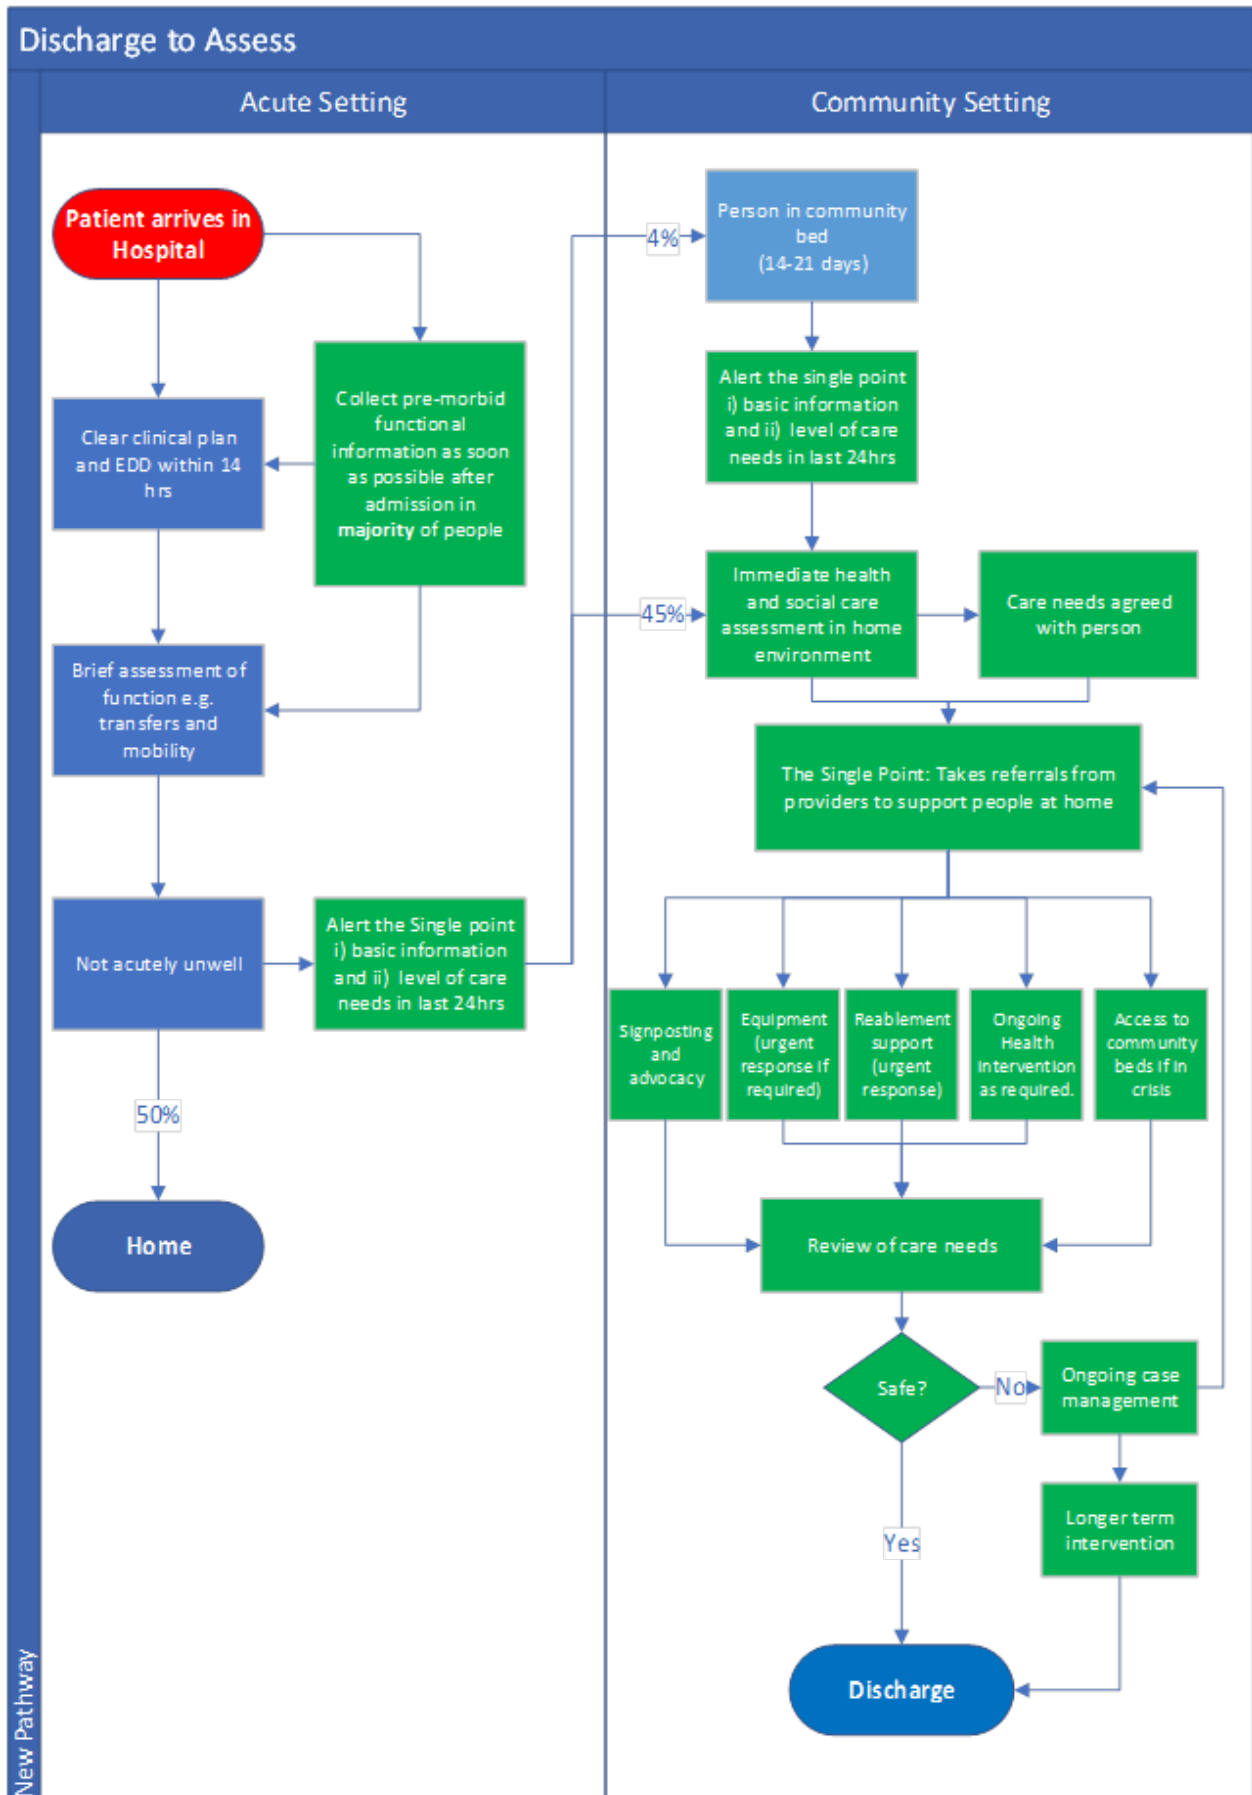 Discharge to Assess
Acute Setting
Community Setting
New Pathway
Patient arrives in
Hospital
Collect pre-morbid
functional
information as soon
as possible after
admission in
majority of people
Clear clinical plan
and EDD within 14
hrs
Brief assessment of
function e.g.
transfers and
mobility
Not acutely unwell
Alert the Single point
i) basic information
and ii) level of care
needs in last 24hrs
50%
Home
4%
Person in community
bed
(14-21 days)
Alert the single point
i) basic information
and ii) level of care
needs in last 24hrs
45%
Immediate health
and social care
assessment in home
environment
Care needs agreed
with person
The Single Point: Takes referrals from
providers to support people at home
Signposting
and
advocacy
Equipment
(urgent
response if
required)
Reablement
support
(urgent
response)
Ongoing
Health
intervention
as required.
Access to
community
beds if in
crisis
Review of care needs
Safe?
No
Ongoing case
management
Longer term
intervention
Yes
Discharge